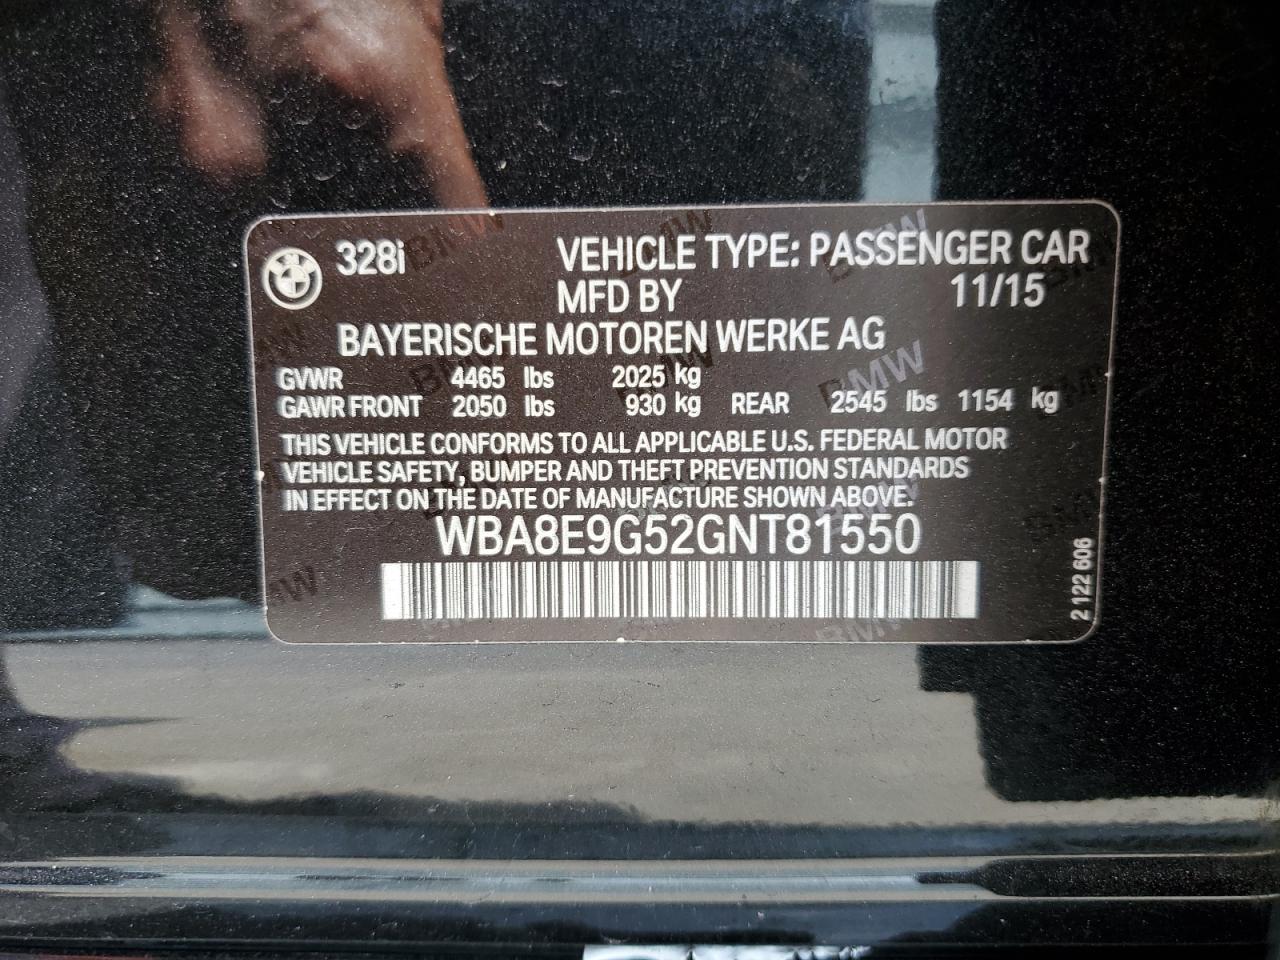 328i VEHICLE TYPE: PASSENGER CAR
MFD BY 11/15
BAYERISCHE MOTOREN WERKE AG
GVWR 4465 lbs 2025 kg
GAWR FRONT 2050 lbs 930 kg REAR 2545 lbs 1154 kg
THIS VEHICLE CONFORMS TO ALL APPLICABLE U.S. FEDERAL MOTOR
VEHICLE SAFETY, BUMPER AND THEFT PREVENTION STANDARDS
IN EFFECT ON THE DATE OF MANUFACTURE SHOWN ABOVE.
WBA8E9G52GNT81550
2 122 606